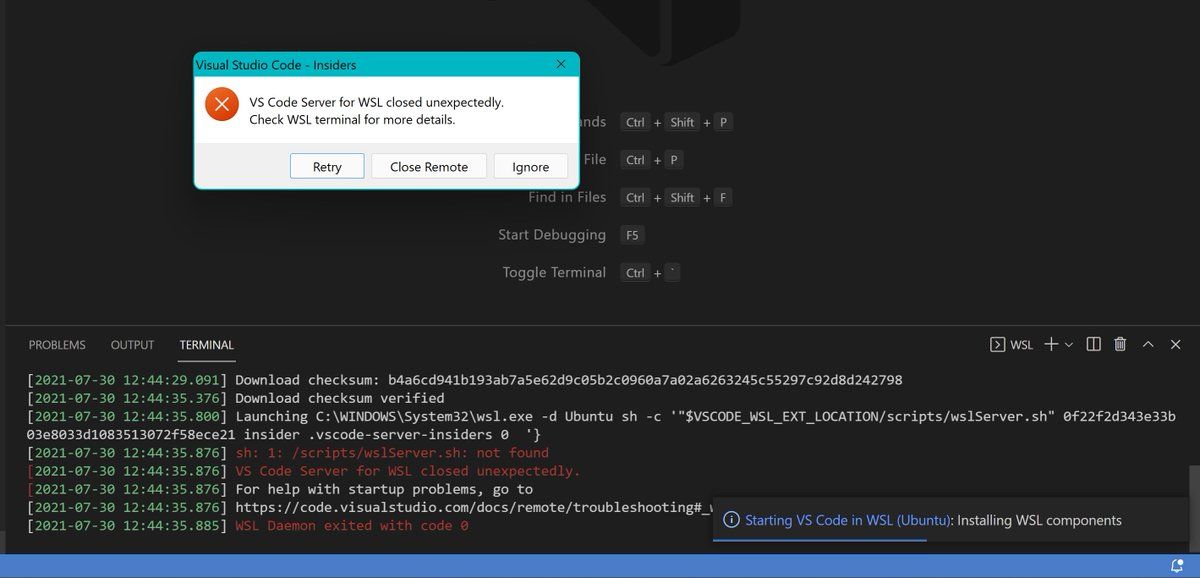 Visual Studio Code - Insiders
VS Code Server for WSL closed unexpectedly.
Check WSL terminal for more details.
Retry Close Remote Ignore
Ctrl + Shift + P
File Ctrl + P
Find in Files Ctrl + Shift + F
Start Debugging F5
Toggle Terminal Ctrl + `
PROBLEMS OUTPUT TERMINAL WSL
[2021-07-30 12:44:29.091] Download checksum: b4a6cd941b193ab7a5e62d9c05b2c0960a7a02a6263245c55297c92d8d242798
[2021-07-30 12:44:35.376] Download checksum verified
[2021-07-30 12:44:35.800] Launching C:\WINDOWS\System32\wsl.exe -d Ubuntu sh -c '"$VSCODE_WSL_EXT_LOCATION/scripts/wslServer.sh" 0f22f2d343e33b
03e8033d1083513072f58ece21 insider .vscode-server-insiders 0  '}
[2021-07-30 12:44:35.876] sh: 1: /scripts/wslServer.sh: not found
[2021-07-30 12:44:35.876] VS Code Server for WSL closed unexpectedly.
[2021-07-30 12:44:35.876] For help with startup problems, go to
[2021-07-30 12:44:35.876] https://code.visualstudio.com/docs/remote/troubleshooting#_w
[2021-07-30 12:44:35.885] WSL Daemon exited with code 0
Starting VS Code in WSL (Ubuntu): Installing WSL components